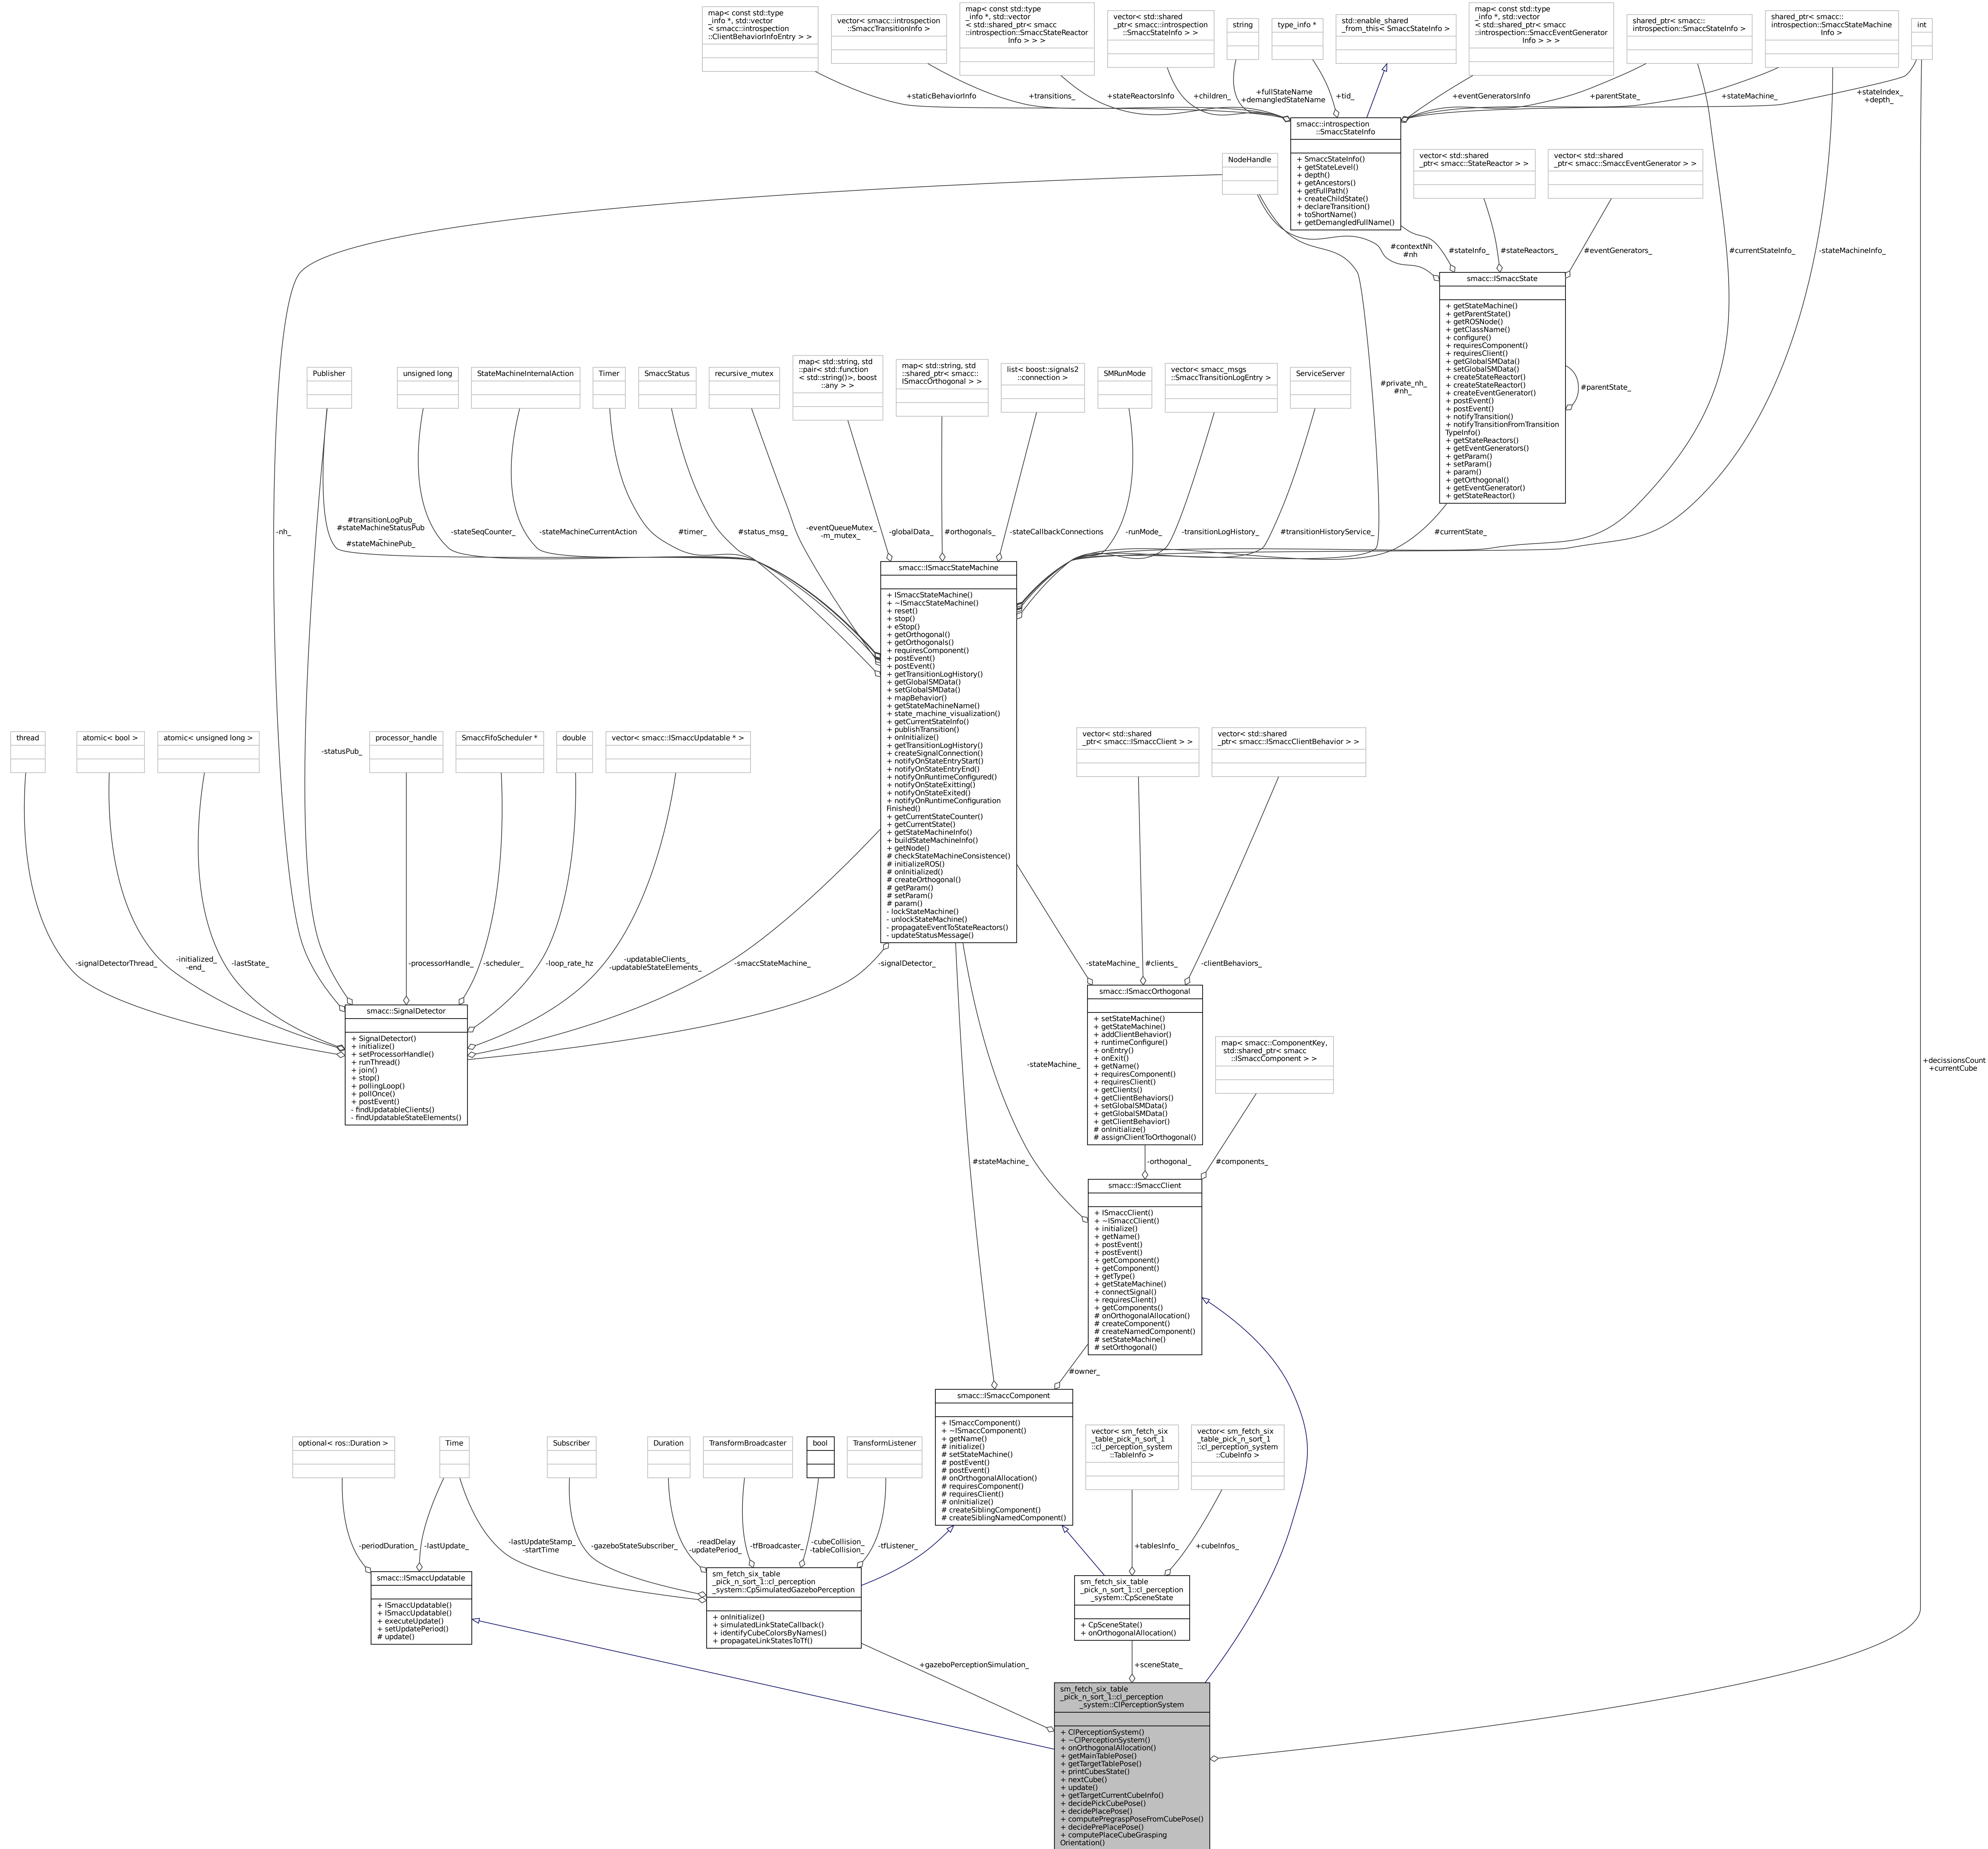 map< const std::type
_info *, std::vector
< smacc::introspection
::ClientBehaviorInfoEntry > >
vector< smacc::introspection
::SmaccTransitionInfo >
map< const std::type
_info *, std::vector
< std::shared_ptr< smacc
::introspection::SmaccStateReactor
Info > > >
vector< std::shared
_ptr< smacc::introspection
::SmaccStateInfo > >
string
type_info *
std::enable_shared
_from_this< SmaccStateInfo >
map< const std::type
_info *, std::vector
< std::shared_ptr< smacc
::introspection::SmaccEventGenerator
Info > > >
shared_ptr< smacc::
introspection::SmaccStateInfo >
shared_ptr< smacc::
introspection::SmaccStateMachine
Info >
int
+staticBehaviorInfo
+transitions_
+stateReactorsInfo
+children_
+fullStateName
+demangledStateName
+tid_
+eventGeneratorsInfo
+parentState_
+stateMachine_
+stateIndex_
+depth_
smacc::introspection
::SmaccStateInfo
+ SmaccStateInfo()
+ getStateLevel()
+ depth()
+ getAncestors()
+ getFullPath()
+ createChildState()
+ declareTransition()
+ toShortName()
+ getDemangledFullName()
NodeHandle
vector< std::shared
_ptr< smacc::StateReactor > >
vector< std::shared
_ptr< smacc::SmaccEventGenerator > >
#contextNh
#nh
#stateInfo_
#stateReactors_
#eventGenerators_
#currentStateInfo_
-stateMachineInfo_
smacc::ISmaccState
+ getStateMachine()
+ getParentState()
+ getROSNode()
+ getClassName()
+ configure()
+ requiresComponent()
+ requiresClient()
+ getGlobalSMData()
+ setGlobalSMData()
+ createStateReactor()
+ createStateReactor()
+ createEventGenerator()
+ postEvent()
+ postEvent()
+ notifyTransition()
+ notifyTransitionFromTransition
TypeInfo()
+ getStateReactors()
+ getEventGenerators()
+ getParam()
+ setParam()
+ param()
+ getOrthogonal()
+ getEventGenerator()
+ getStateReactor()
#parentState_
Publisher
unsigned long
StateMachineInternalAction
Timer
SmaccStatus
recursive_mutex
map< std::string, std
::pair< std::function
< std::string()>, boost
::any > >
map< std::string, std
::shared_ptr< smacc::
ISmaccOrthogonal > >
list< boost::signals2
::connection >
SMRunMode
vector< smacc_msgs
::SmaccTransitionLogEntry >
ServiceServer
#private_nh_
#nh_
-nh_
#transitionLogPub_
#stateMachineStatusPub
_
#stateMachinePub_
-stateSeqCounter_
-stateMachineCurrentAction
#timer_
#status_msg_
-eventQueueMutex_
-m_mutex_
-globalData_
#orthogonals_
-stateCallbackConnections
-runMode_
-transitionLogHistory_
#transitionHistoryService_
#currentState_
smacc::ISmaccStateMachine
+ ISmaccStateMachine()
+ ~ISmaccStateMachine()
+ reset()
+ stop()
+ eStop()
+ getOrthogonal()
+ getOrthogonals()
+ requiresComponent()
+ postEvent()
+ postEvent()
+ getTransitionLogHistory()
+ getGlobalSMData()
+ setGlobalSMData()
+ mapBehavior()
+ getStateMachineName()
+ state_machine_visualization()
+ getCurrentStateInfo()
+ publishTransition()
+ onInitialize()
+ getTransitionLogHistory()
+ createSignalConnection()
+ notifyOnStateEntryStart()
+ notifyOnStateEntryEnd()
+ notifyOnRuntimeConfigured()
+ notifyOnStateExitting()
+ notifyOnStateExited()
+ notifyOnRuntimeConfiguration
Finished()
+ getCurrentStateCounter()
+ getCurrentState()
+ getStateMachineInfo()
+ buildStateMachineInfo()
+ getNode()
# checkStateMachineConsistence()
# initializeROS()
# onInitialized()
# createOrthogonal()
# getParam()
# setParam()
# param()
- lockStateMachine()
- unlockStateMachine()
- propagateEventToStateReactors()
- updateStatusMessage()
thread
atomic< bool >
atomic< unsigned long >
-statusPub_
processor_handle
SmaccFifoScheduler *
double
vector< smacc::ISmaccUpdatable * >
vector< std::shared
_ptr< smacc::ISmaccClient > >
vector< std::shared
_ptr< smacc::ISmaccClientBehavior > >
-signalDetectorThread_
-initialized_
-end_
-lastState_
-processorHandle_
-scheduler_
-loop_rate_hz
-updatableClients_
-updatableStateElements_
-smaccStateMachine_
-signalDetector_
-stateMachine_
#clients_
-clientBehaviors_
smacc::SignalDetector
+ SignalDetector()
+ initialize()
+ setProcessorHandle()
+ runThread()
+ join()
+ stop()
+ pollingLoop()
+ pollOnce()
+ postEvent()
- findUpdatableClients()
- findUpdatableStateElements()
smacc::ISmaccOrthogonal
+ setStateMachine()
+ getStateMachine()
+ addClientBehavior()
+ runtimeConfigure()
+ onEntry()
+ onExit()
+ getName()
+ requiresComponent()
+ requiresClient()
+ getClients()
+ getClientBehaviors()
+ setGlobalSMData()
+ getGlobalSMData()
+ getClientBehavior()
# onInitialize()
# assignClientToOrthogonal()
map< smacc::ComponentKey,
std::shared_ptr< smacc
::ISmaccComponent > >
+decissionsCount
+currentCube
-stateMachine_
#stateMachine_
-orthogonal_
#components_
smacc::ISmaccClient
+ ISmaccClient()
+ ~ISmaccClient()
+ initialize()
+ getName()
+ postEvent()
+ postEvent()
+ getComponent()
+ getComponent()
+ getType()
+ getStateMachine()
+ connectSignal()
+ requiresClient()
+ getComponents()
# onOrthogonalAllocation()
# createComponent()
# createNamedComponent()
# setStateMachine()
# setOrthogonal()
#owner_
smacc::ISmaccComponent
+ ISmaccComponent()
+ ~ISmaccComponent()
+ getName()
# initialize()
# setStateMachine()
# postEvent()
# postEvent()
# onOrthogonalAllocation()
# requiresComponent()
# requiresClient()
# onInitialize()
# createSiblingComponent()
# createSiblingNamedComponent()
optional< ros::Duration >
Time
Subscriber
Duration
TransformBroadcaster
bool
TransformListener
vector< sm_fetch_six
_table_pick_n_sort_1
::cl_perception_system
::TableInfo >
vector< sm_fetch_six
_table_pick_n_sort_1
::cl_perception_system
::CubeInfo >
-periodDuration_
-lastUpdate_
-lastUpdateStamp_
-startTime
-gazeboStateSubscriber_
-readDelay
-updatePeriod_
-tfBroadcaster_
-cubeCollision_
-tableCollision_
-tfListener_
+tablesInfo_
+cubeInfos_
smacc::ISmaccUpdatable
+ ISmaccUpdatable()
+ ISmaccUpdatable()
+ executeUpdate()
+ setUpdatePeriod()
# update()
sm_fetch_six_table
_pick_n_sort_1::cl_perception
_system::CpSimulatedGazeboPerception
+ onInitialize()
+ simulatedLinkStateCallback()
+ identifyCubeColorsByNames()
+ propagateLinkStatesToTf()
sm_fetch_six_table
_pick_n_sort_1::cl_perception
_system::CpSceneState
+ CpSceneState()
+ onOrthogonalAllocation()
+gazeboPerceptionSimulation_
+sceneState_
sm_fetch_six_table
_pick_n_sort_1::cl_perception
_system::ClPerceptionSystem
+ ClPerceptionSystem()
+ ~ClPerceptionSystem()
+ onOrthogonalAllocation()
+ getMainTablePose()
+ getTargetTablePose()
+ printCubesState()
+ nextCube()
+ update()
+ getTargetCurrentCubeInfo()
+ decidePickCubePose()
+ decidePlacePose()
+ computePregraspPoseFromCubePose()
+ decidePrePlacePose()
+ computePlaceCubeGrasping
Orientation()